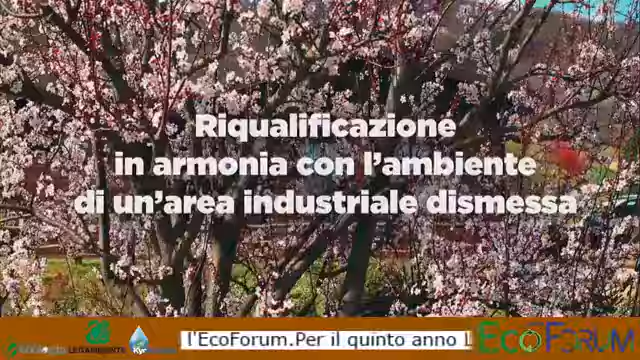 Riqualificazione
in armonia con l'ambiente
di un'area industriale dismessa
LEGAMBIENTE
l'EcoForum.Per il quinto anno L
ECOFORUM